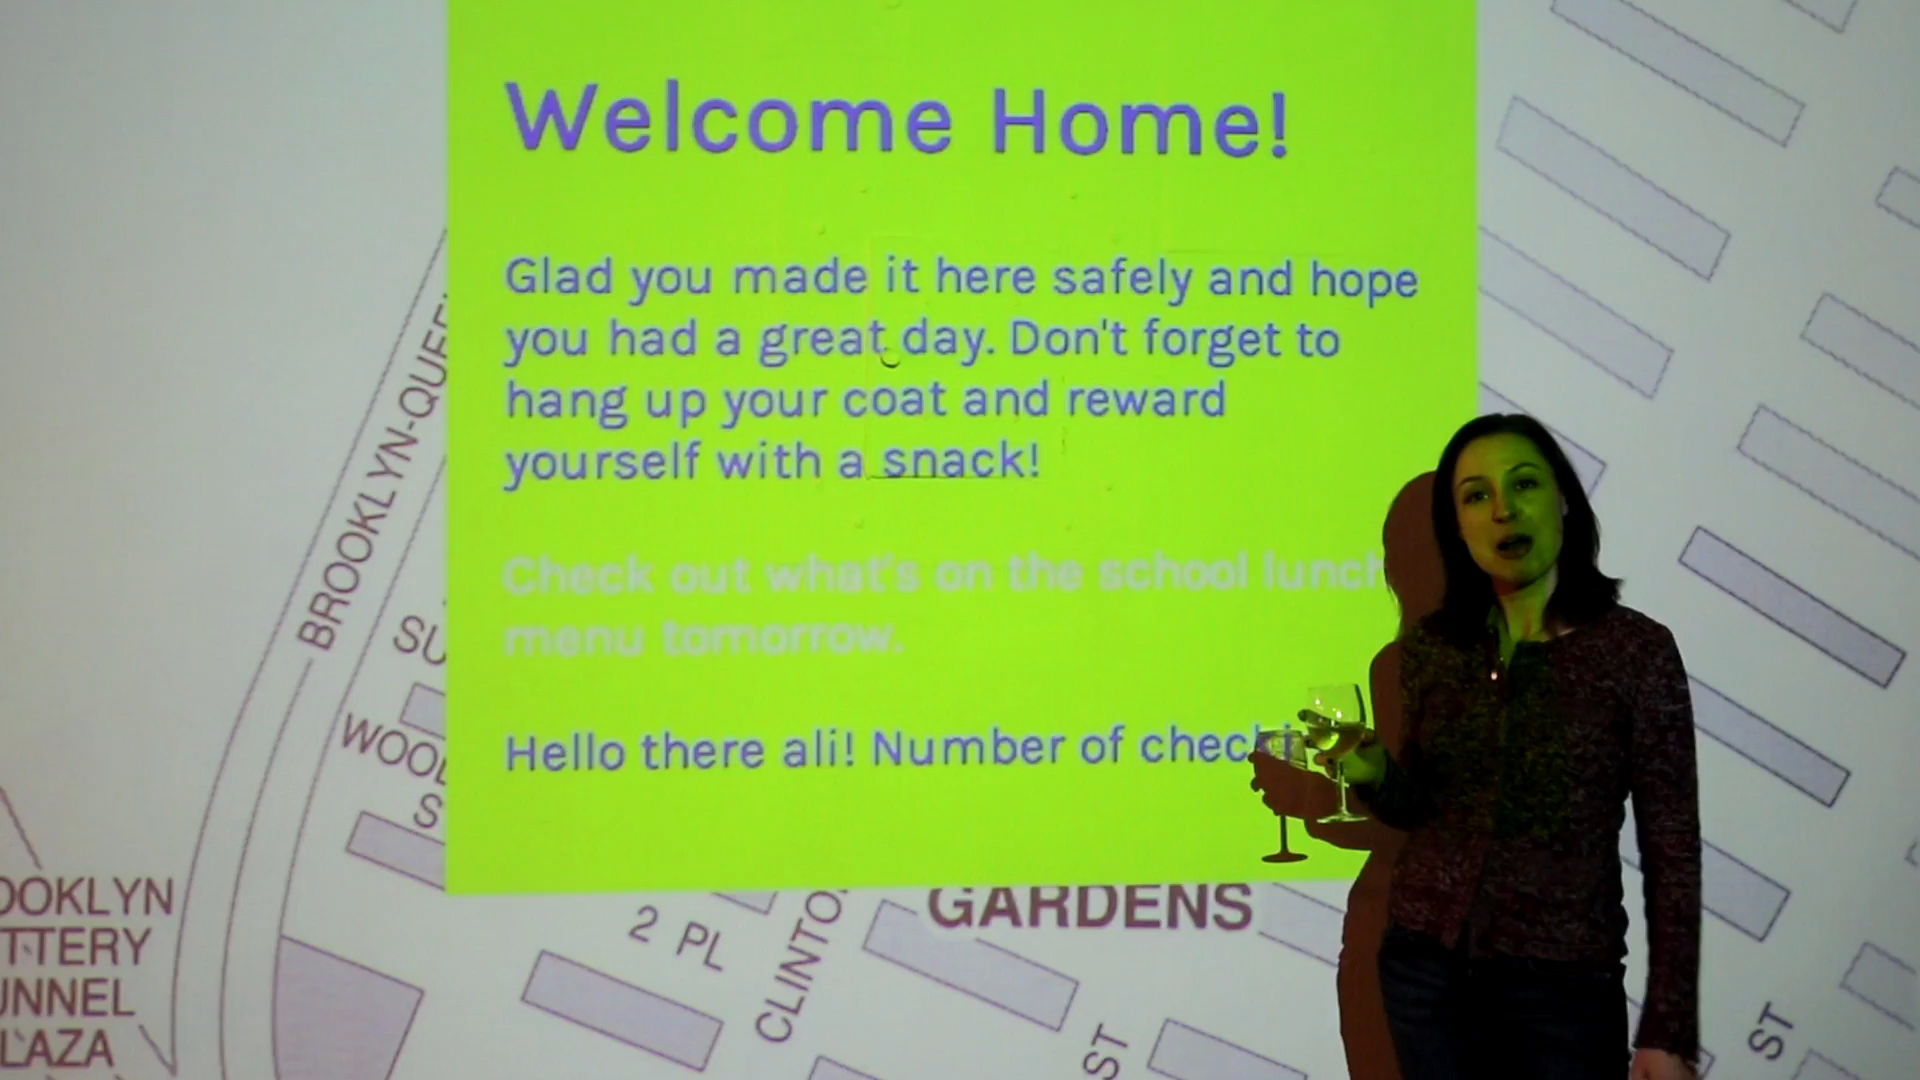 Welcome Home!
Glad you made it here safely and hope
you had a great day. Don't forget to
hang up your coat and reward
yourself with a snack!
Check out what's on the school lunch
menu tomorrow.
Hello there ali! Number of check
BROOKLYN-QUEE
SU
WOOD
S
OOKLYN
TTERY
UNNEL
LAZA
2 PL
CLINTO
GARDENS
ST
ST